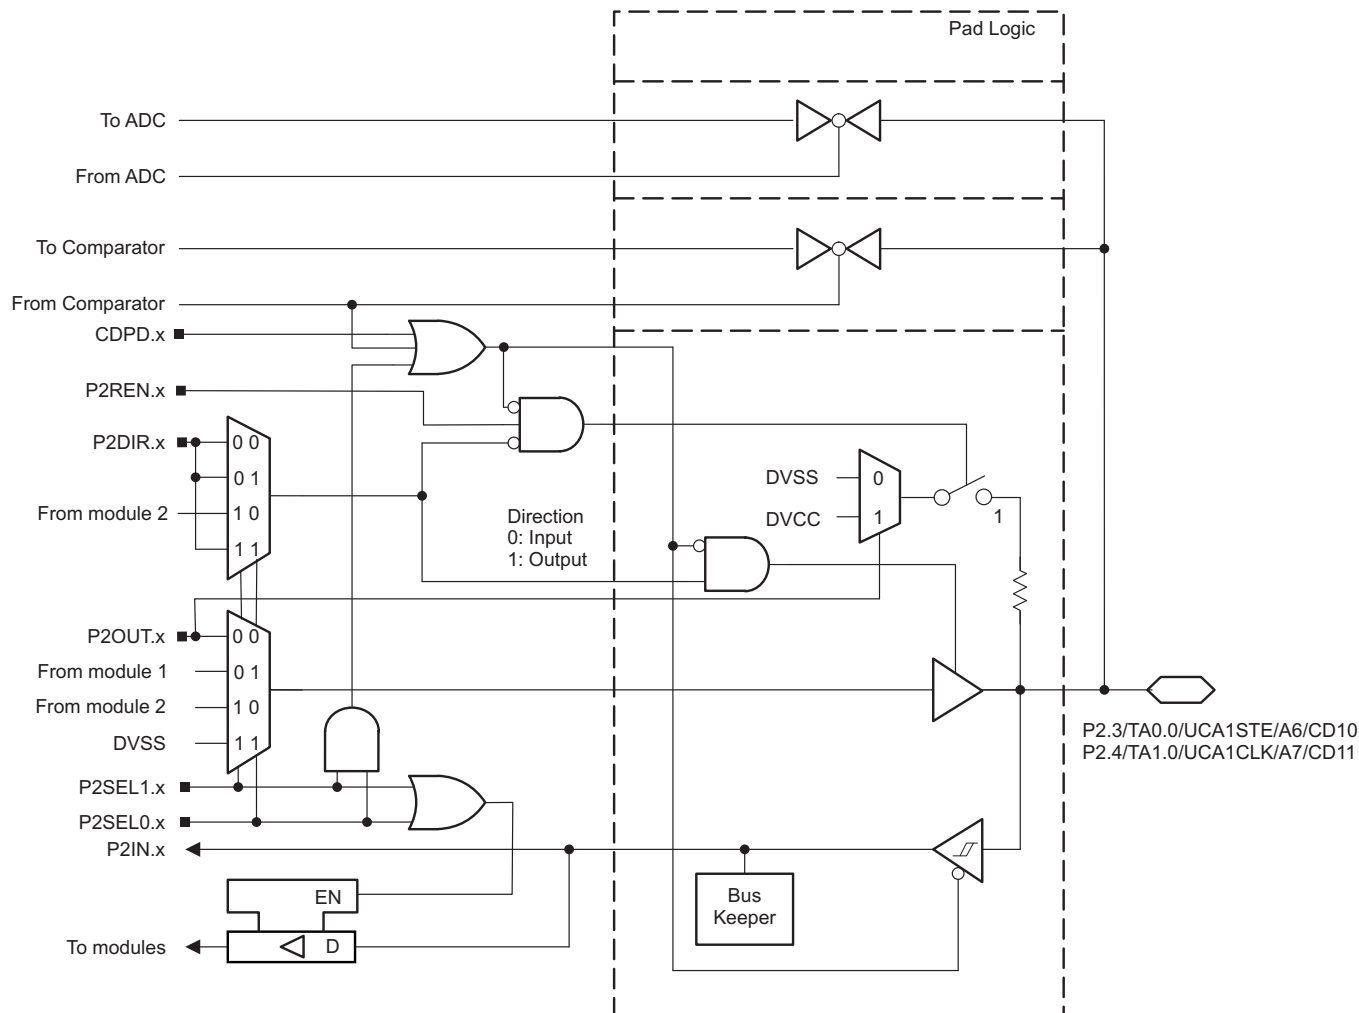 Pad Logic
To ADC
From ADC
To Comparator
From Comparator
CDPD.x
P2REN.x
P2DIR.x
0 0
0 1
From module 2
1 0
1 1
Direction
0: Input
1: Output
DVSS
0
DVCC
1
1
P2OUT.x
0 0
From module 1
0 1
From module 2
1 0
DVSS
1 1
P2.3/TA0.0/UCA1STE/A6/CD10
P2.4/TA1.0/UCA1CLK/A7/CD11
P2SEL1.x
P2SEL0.x
P2IN.x
Bus
Keeper
EN
To modules
D